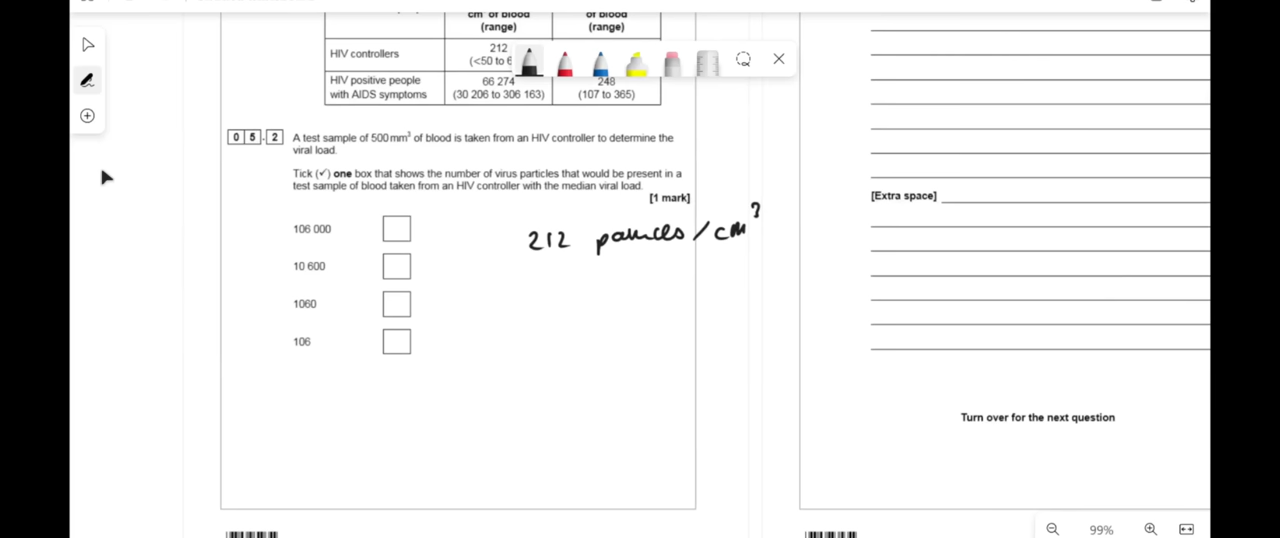 cm of blood
(range)
of blood
(range)
HIV controllers
212
(<50 to 6
HIV positive people
with AIDS symptoms
66 274
(30 206 to 306 163)
248
(107 to 365)
0 5 . 2 A test sample of 500 mm³ of blood is taken from an HIV controller to determine the
viral load.
Tick (✓) one box that shows the number of virus particles that would be present in a
test sample of blood taken from an HIV controller with the median viral load.
[1 mark]
106 000
10 600
1060
106
212 particles / cm³
[Extra space]
Turn over for the next question
99%